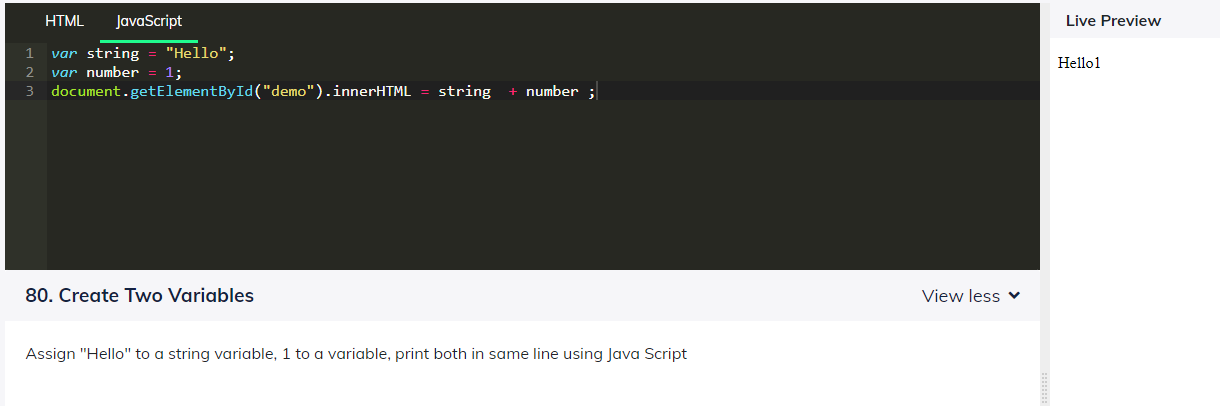 HTML JavaScript
Live Preview
1 var string = "Hello";
Hello1
2 var number = 1;
3 document.getElementById("demo").innerHTML = string  + number ;
80. Create Two Variables
View less
Assign "Hello" to a string variable, 1 to a variable, print both in same line using Java Script